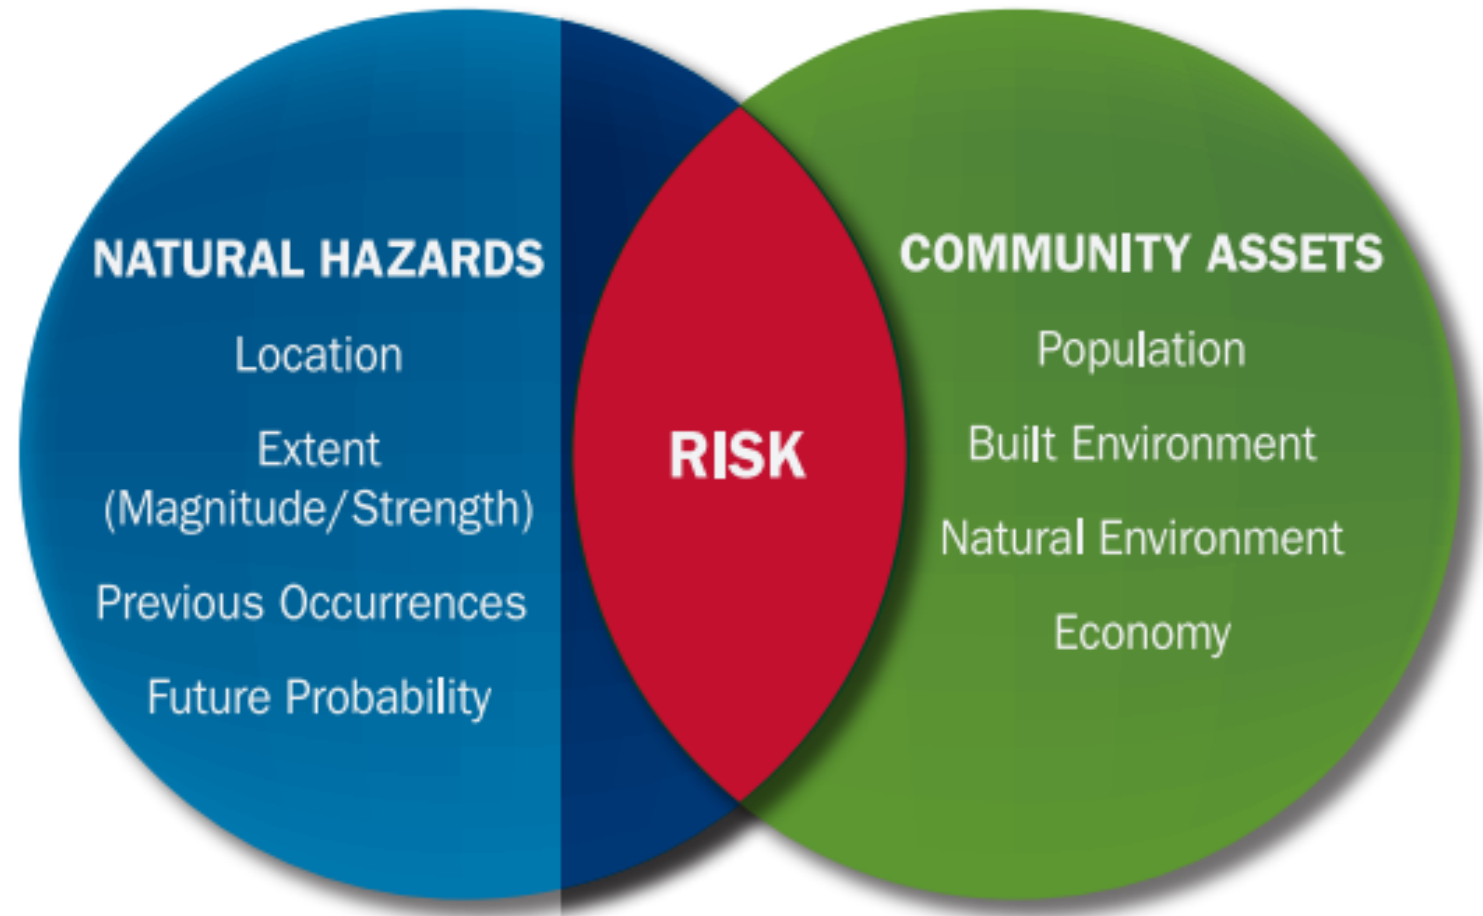 NATURAL HAZARDS
Location
Extent
(Magnitude/Strength)
Previous Occurrences
Future Probability
RISK
COMMUNITY ASSETS
Population
Built Environment
Natural Environment
Economy